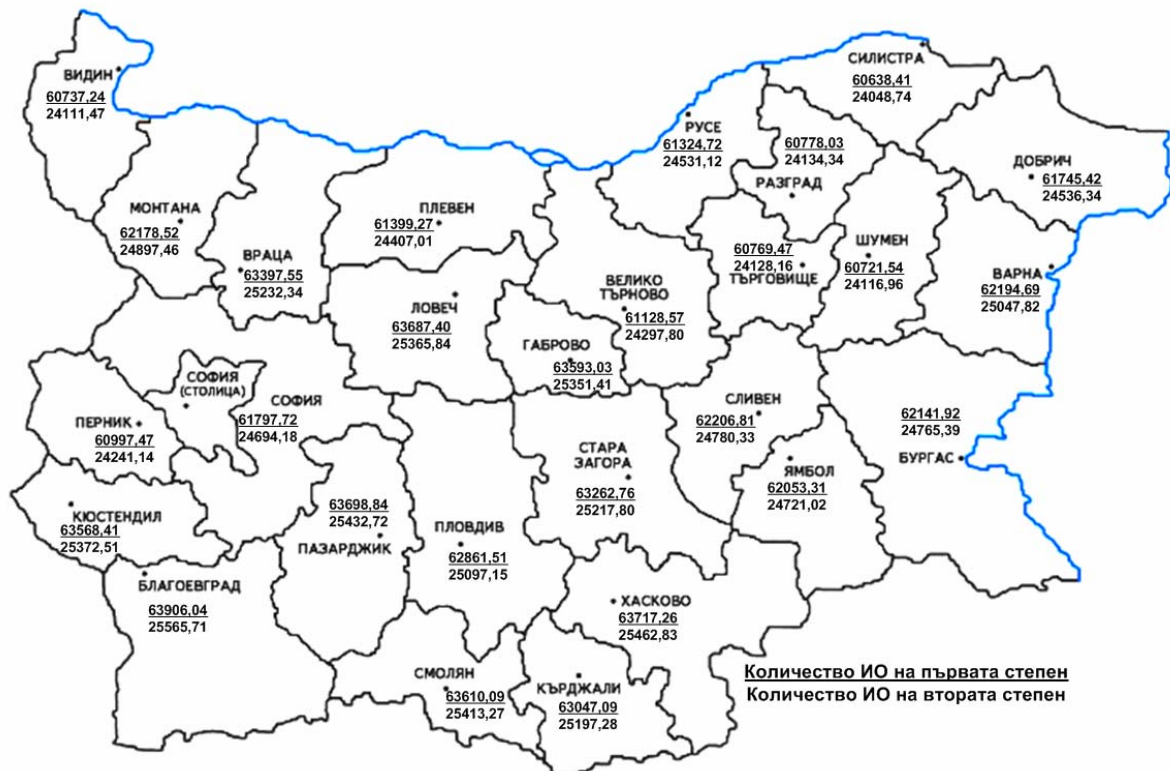 ВИДИН
60737,24
24111,47
МОНТАНА
62178,52
24897,46
ВРАЦА
63397,55
25232,34
ПЛЕВЕН
61399,27
24407,01
ЛОВЕЧ
63687,40
25365,84
ГАБРОВО
63593,03
25351,41
ВЕЛИКО
ТЪРНОВО
61128,57
24297,80
РУСЕ
61324,72
24531,12
СИЛИСТРА
60638,41
24048,74
60778,03
24134,34
РАЗГРАД
ДОБРИЧ
61745,42
24536,34
60769,47
24128,16
ТЪРГОВИЩЕ
ШУМЕН
60721,54
24116,96
ВАРНА
62194,69
25047,82
СОФИЯ
(СТОЛИЦА)
СОФИЯ
61797,72
24694,18
ПЕРНИК
60997,47
24241,14
КЮСТЕНДИЛ
63568,41
25372,51
БЛАГОЕВГРАД
63906,04
25565,71
63698,84
25432,72
ПАЗАРДЖИК
ПЛОВДИВ
62861,51
25097,15
СТАРА
ЗАГОРА
63262,76
25217,80
СЛИВЕН
62206,81
24780,33
ЯМБОЛ
62053,31
24721,02
62141,92
24765,39
БУРГАС
ХАСКОВО
63717,26
25462,83
СМОЛЯН
63610,09
25413,27
КЪРДЖАЛИ
63047,09
25197,28
Количество ИО на първата степен
Количество ИО на втората степен